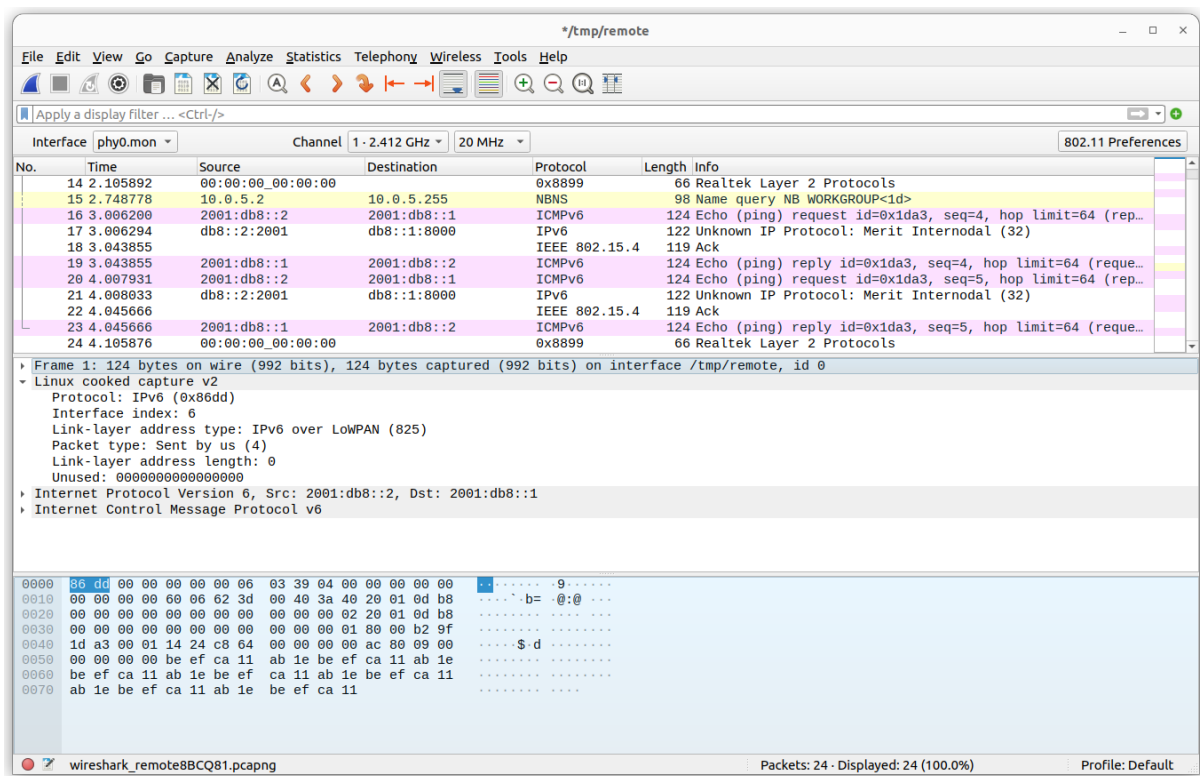 */tmp/remote
File Edit View Go Capture Analyze Statistics Telephony Wireless Tools Help
Apply a display filter … <Ctrl-/>
Interface phy0.mon Channel 1 · 2.412 GHz 20 MHz 802.11 Preferences
No. Time Source Destination Protocol Length Info
14 2.105892 00:00:00_00:00:00 0x8899 66 Realtek Layer 2 Protocols
15 2.748778 10.0.5.2 10.0.5.255 NBNS 98 Name query NB WORKGROUP<1d>
16 3.006200 2001:db8::2 2001:db8::1 ICMPv6 124 Echo (ping) request id=0x1da3, seq=4, hop limit=64 (rep…
17 3.006294 db8::2:2001 db8::1:8000 IPv6 122 Unknown IP Protocol: Merit Internodal (32)
18 3.043855 IEEE 802.15.4 119 Ack
19 3.043855 2001:db8::1 2001:db8::2 ICMPv6 124 Echo (ping) reply id=0x1da3, seq=4, hop limit=64 (reque…
20 4.007931 2001:db8::2 2001:db8::1 ICMPv6 124 Echo (ping) request id=0x1da3, seq=5, hop limit=64 (rep…
21 4.008033 db8::2:2001 db8::1:8000 IPv6 122 Unknown IP Protocol: Merit Internodal (32)
22 4.045666 IEEE 802.15.4 119 Ack
23 4.045666 2001:db8::1 2001:db8::2 ICMPv6 124 Echo (ping) reply id=0x1da3, seq=5, hop limit=64 (reque…
24 4.105876 00:00:00_00:00:00 0x8899 66 Realtek Layer 2 Protocols
Frame 1: 124 bytes on wire (992 bits), 124 bytes captured (992 bits) on interface /tmp/remote, id 0
Linux cooked capture v2
Protocol: IPv6 (0x86dd)
Interface index: 6
Link-layer address type: IPv6 over LoWPAN (825)
Packet type: Sent by us (4)
Link-layer address length: 0
Unused: 0000000000000000
Internet Protocol Version 6, Src: 2001:db8::2, Dst: 2001:db8::1
Internet Control Message Protocol v6
0000 86 dd 00 00 00 00 00 06 03 39 04 00 00 00 00 00 ········ ·9······
0010 00 00 00 00 60 06 62 3d 00 40 3a 40 20 01 0d b8 ····`·b= ·@:@ ···
0020 00 00 00 00 00 00 00 00 00 00 00 02 20 01 0d b8 ········ ········
0030 00 00 00 00 00 00 00 00 00 00 00 01 80 00 b2 9f ········ ········
0040 1d a3 00 01 14 24 c8 64 00 00 00 00 ac 80 09 00 ·····$·d ········
0050 00 00 00 00 be ef ca 11 ab 1e be ef ca 11 ab 1e ········ ········
0060 be ef ca 11 ab 1e be ef ca 11 ab 1e be ef ca 11 ········ ········
0070 ab 1e be ef ca 11 ab 1e be ef ca 11 ········ ····
wireshark_remote8BCQ81.pcapng Packets: 24 · Displayed: 24 (100.0%) Profile: Default